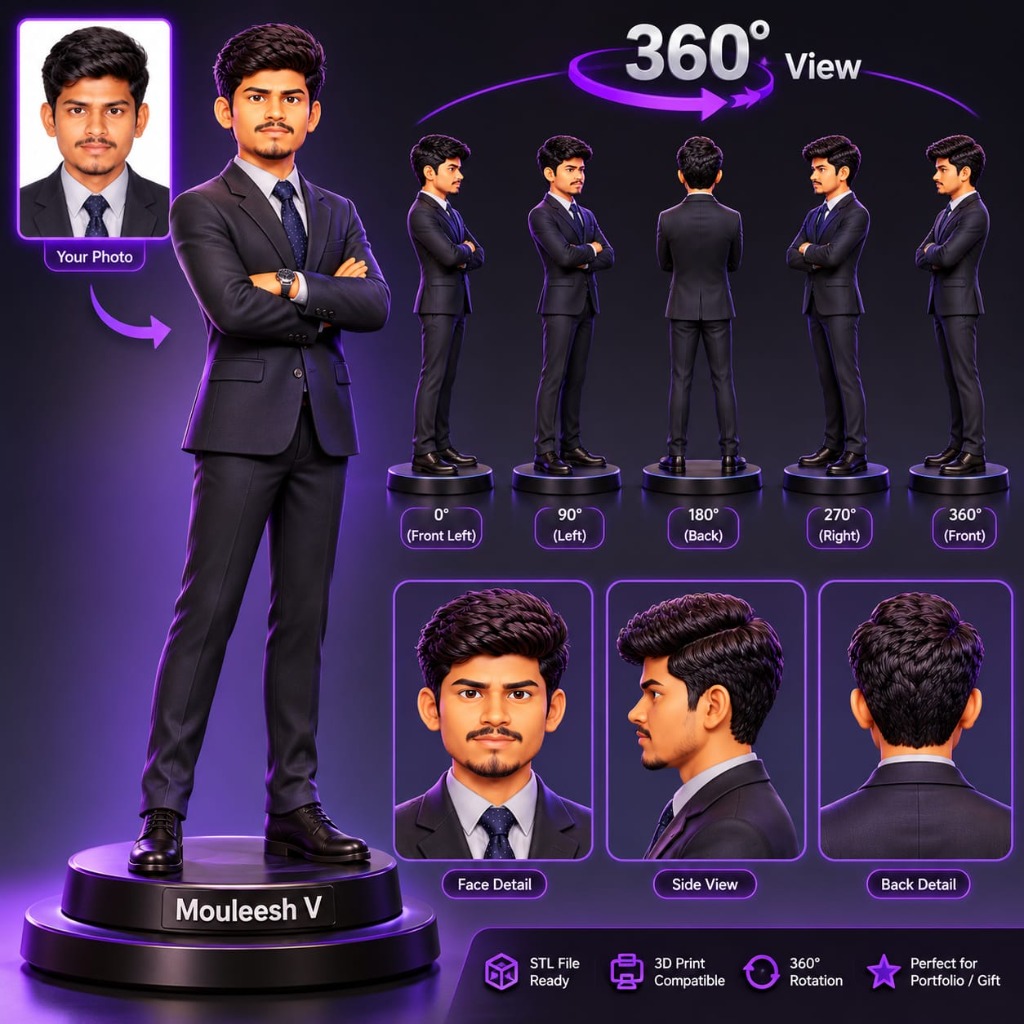 360° View
Your Photo
0°
(Front Left)
90°
(Left)
180°
(Back)
270°
(Right)
360°
(Front)
Face Detail
Side View
Back Detail
Mouleesh V
STL File
Ready
3D Print
Compatible
360°
Rotation
Perfect for
Portfolio / Gift